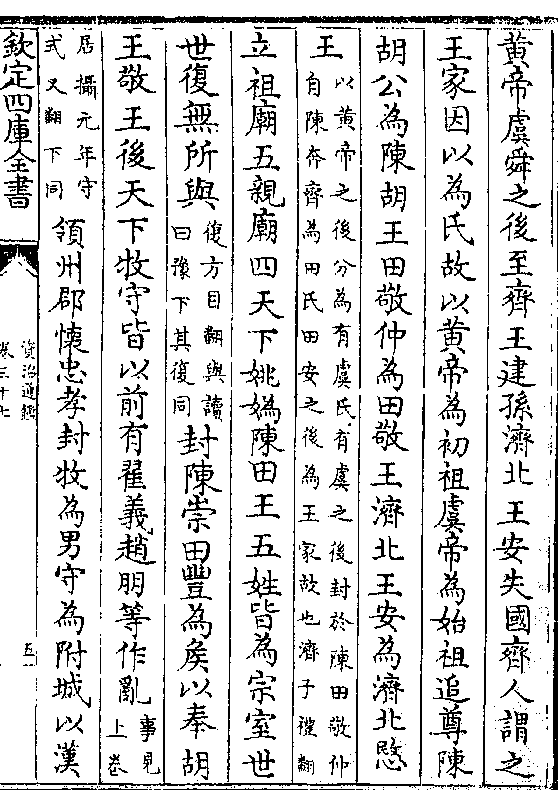 黄帝虞舜之後至齊王建孫濟北王安失國齊人謂之
王家因以為氏故以黄帝為初祖虞帝為始祖追尊陳
胡公為陳胡王田敬仲為田敬王濟北王安為濟北愍
王
以黄帝之後分為有虞氏有虞之後封於陳田敬仲
自陳奔齊為田氏田安之後為王家故也濟子禮翻
立祖廟五親廟四天下姚媯陳田王五姓皆為宗室世
世復無所與
復方目翻與讀
曰豫下其復同
封陳崇田豐為侯以奉胡
王敬王後天下牧守皆以前有翟義趙朋等作亂
事見
上卷
居攝元年守
式又翻下同
領州郡懷忠孝封牧為男守為附城以漢
欽定四庫全書
資治通鑑
卷三十七
五